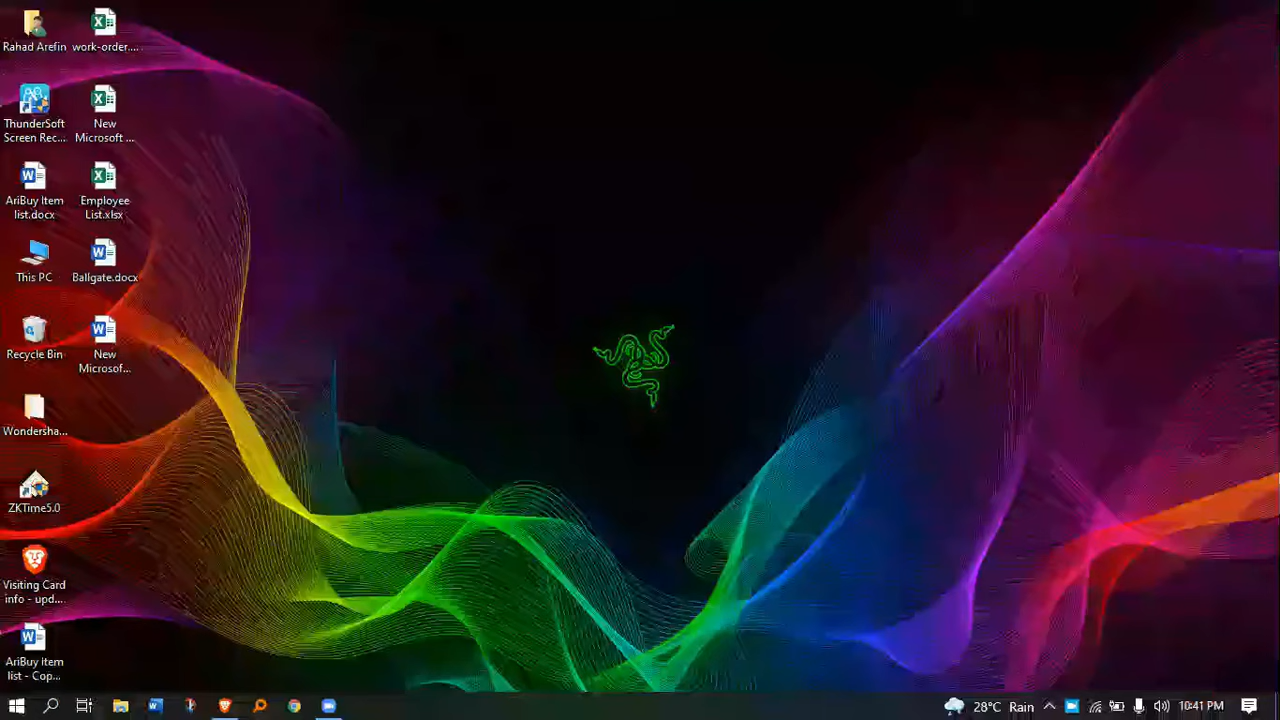 Rahad Arefin
work-order....
ThunderSoft
Screen Rec...
New
Microsoft ...
AriBuy Item
list.docx
Employee
List.xlsx
This PC
Ballgate.docx
Recycle Bin
New
Microsof...
Wondersha...
ZKTime5.0
Visiting Card
info - upd....
AriBuy Item
list - Cop...
28°C Rain
10:41 PM